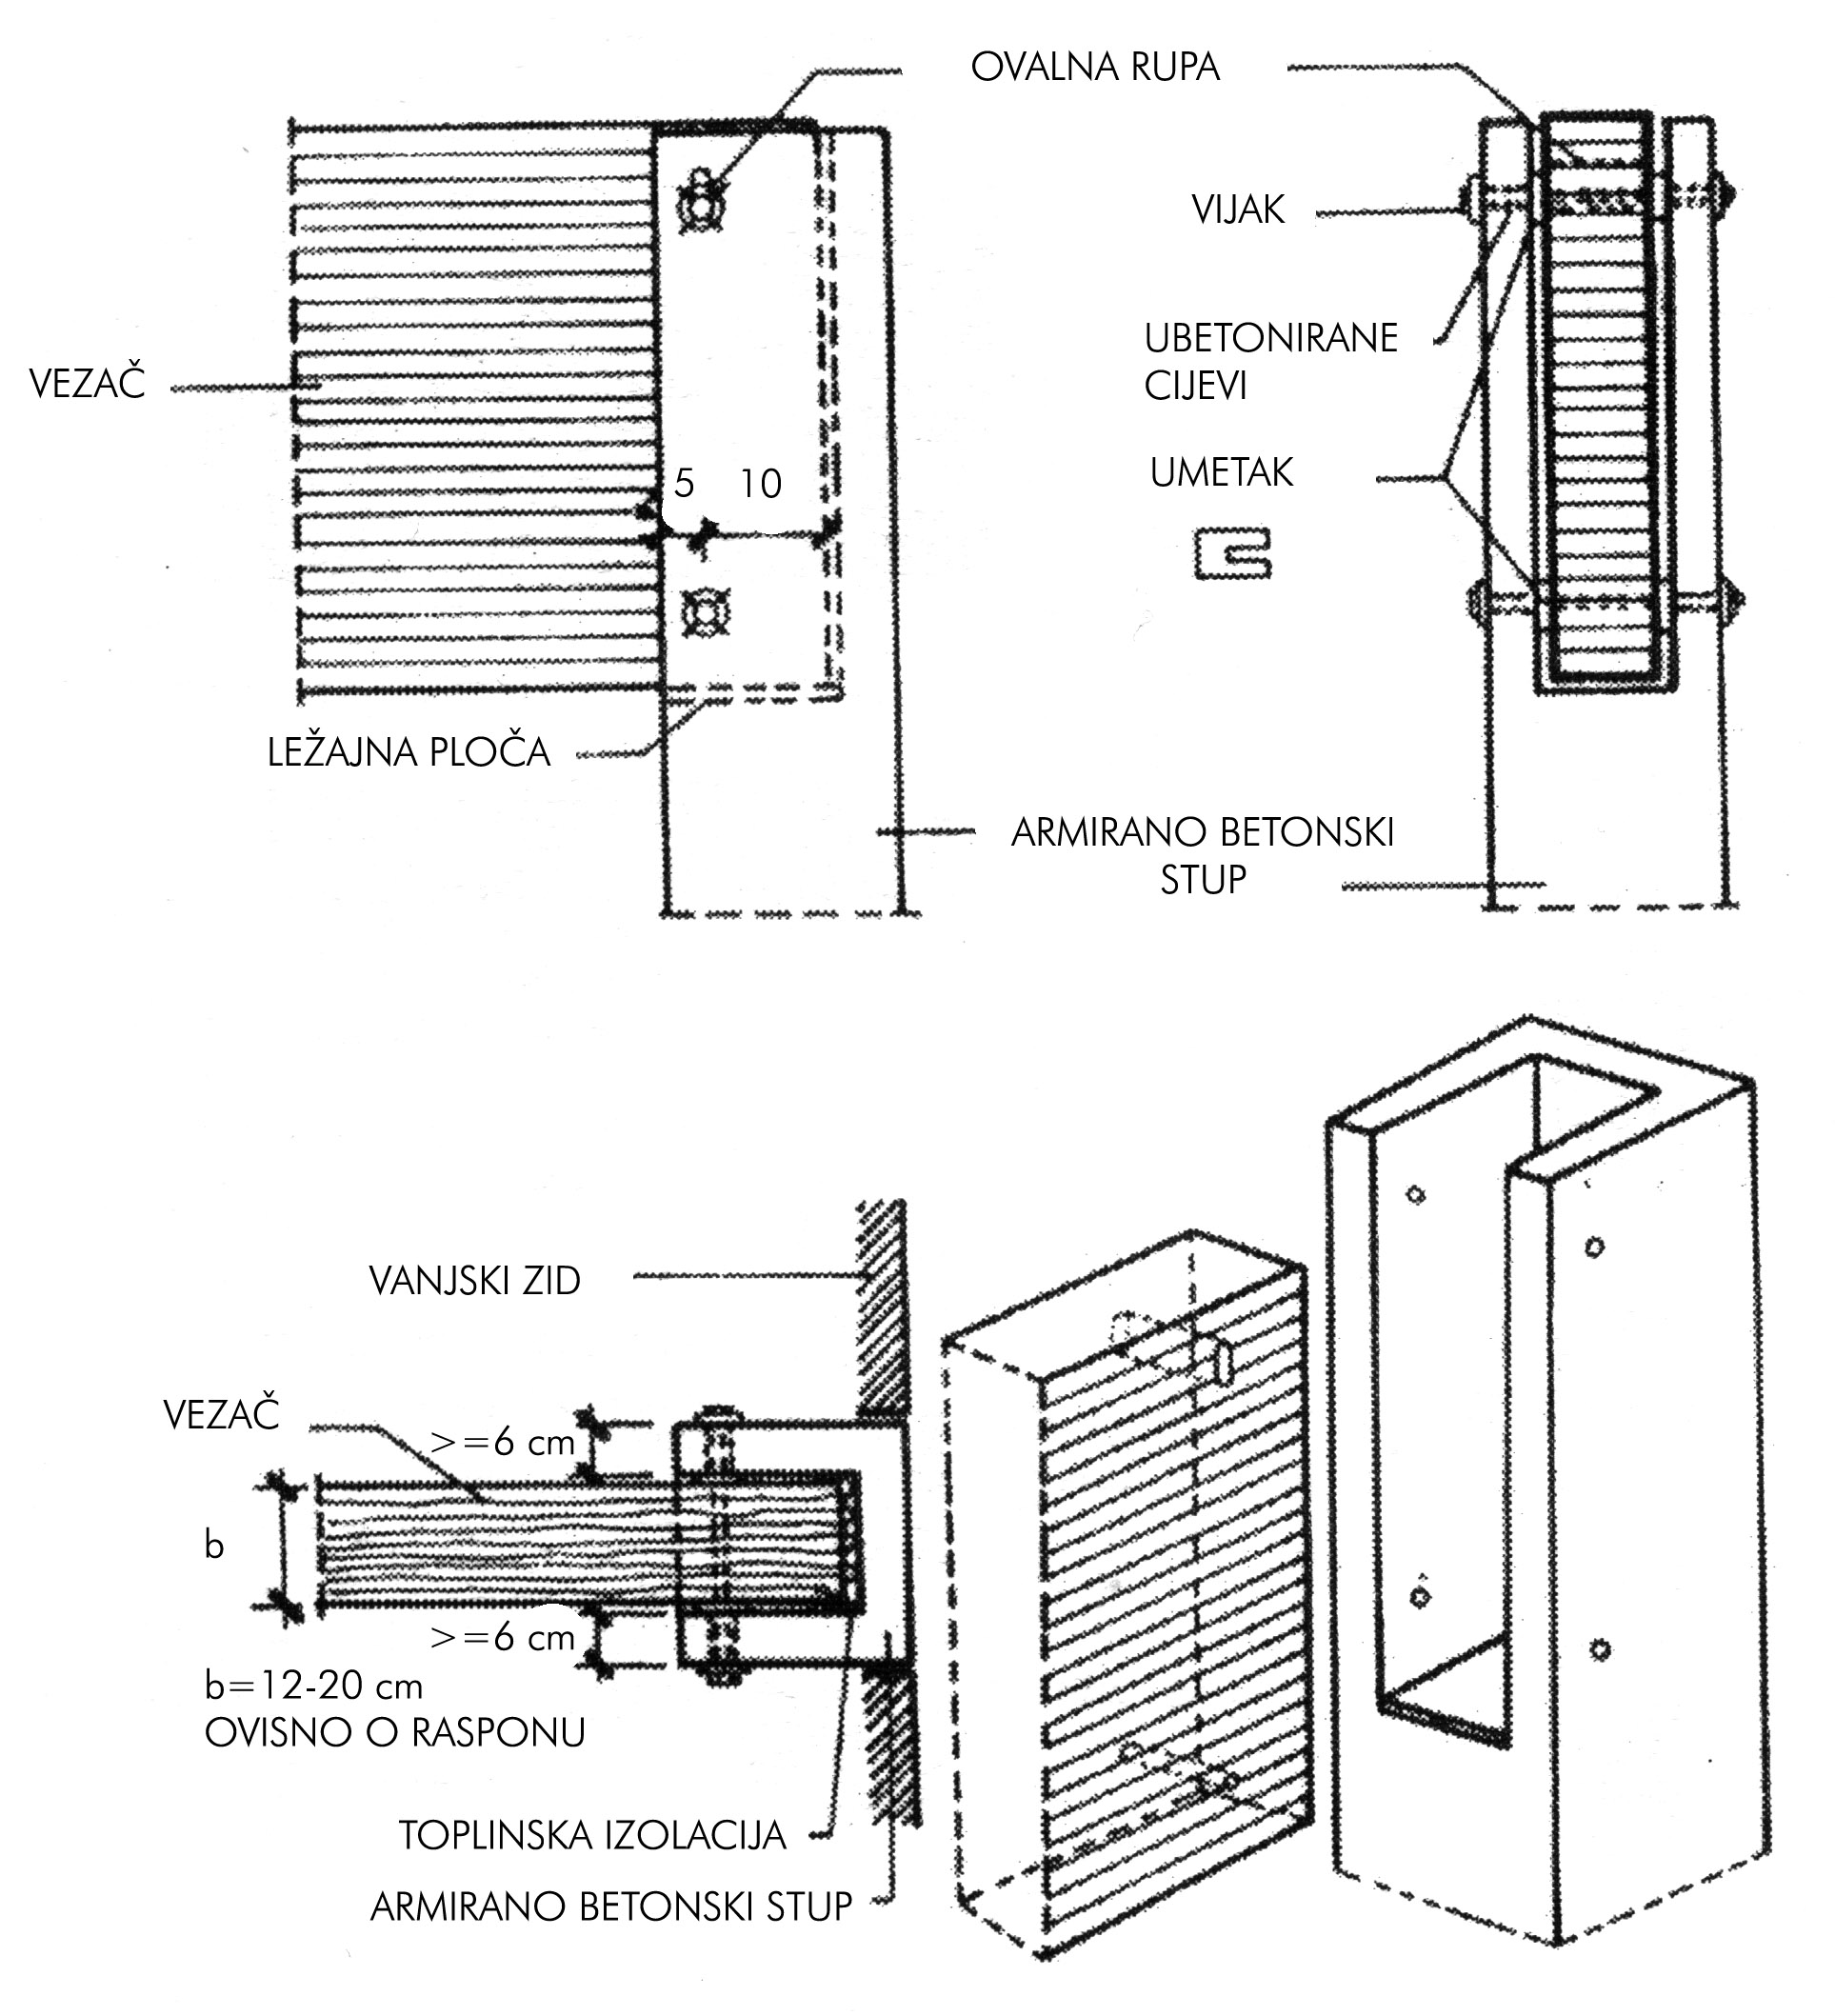 OVALNA RUPA
VIJAK
UBETONIRANE
CIJEVI
VEZAČ
5 10
UMETAK
LEŽAJNA PLOČA
ARMIRANO BETONSKI
STUP
VANJSKI ZID
VEZAČ
>=6 cm
b
>=6 cm
b=12-20 cm
OVISNO O RASPONU
TOPLINSKA IZOLACIJA
ARMIRANO BETONSKI STUP